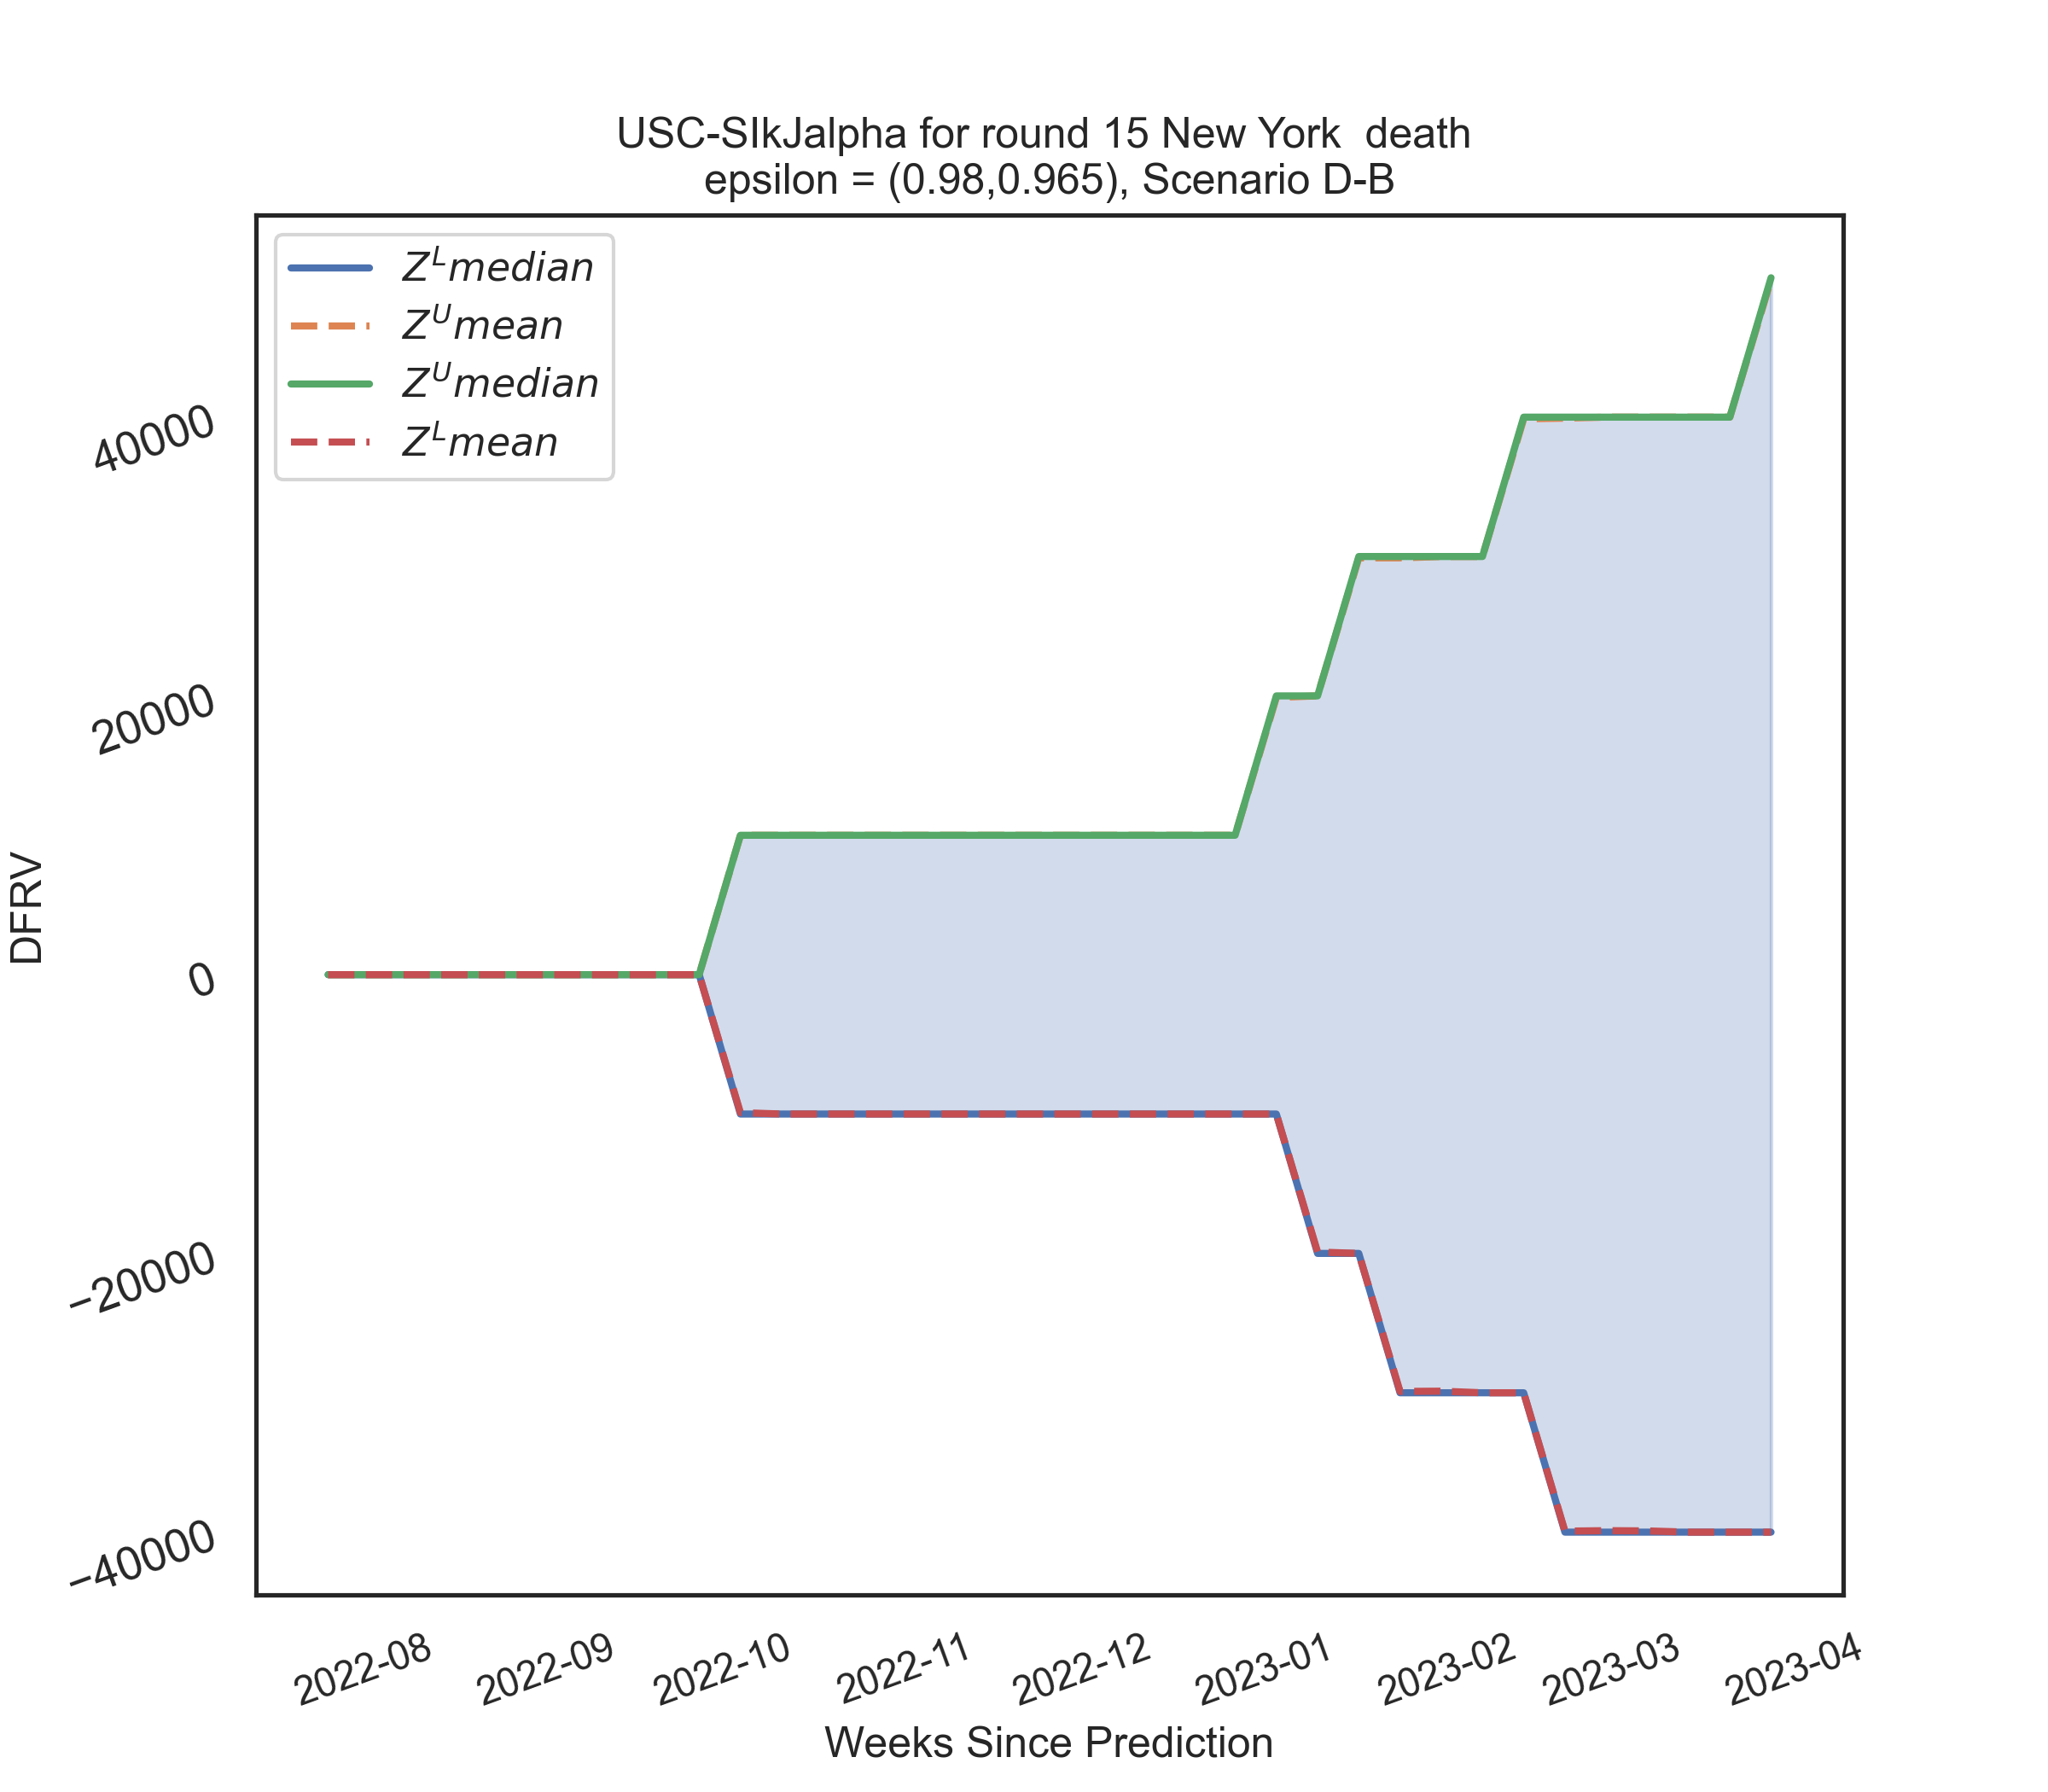 USC-SIkJalpha for round 15 New York  death
epsilon = (0.98,0.965), Scenario D-B
Z^L median
Z^U mean
Z^U median
Z^L mean
40000
20000
0
−20000
−40000
DFRV
2022-08
2022-09
2022-10
2022-11
2022-12
2023-01
2023-02
2023-03
2023-04
Weeks Since Prediction